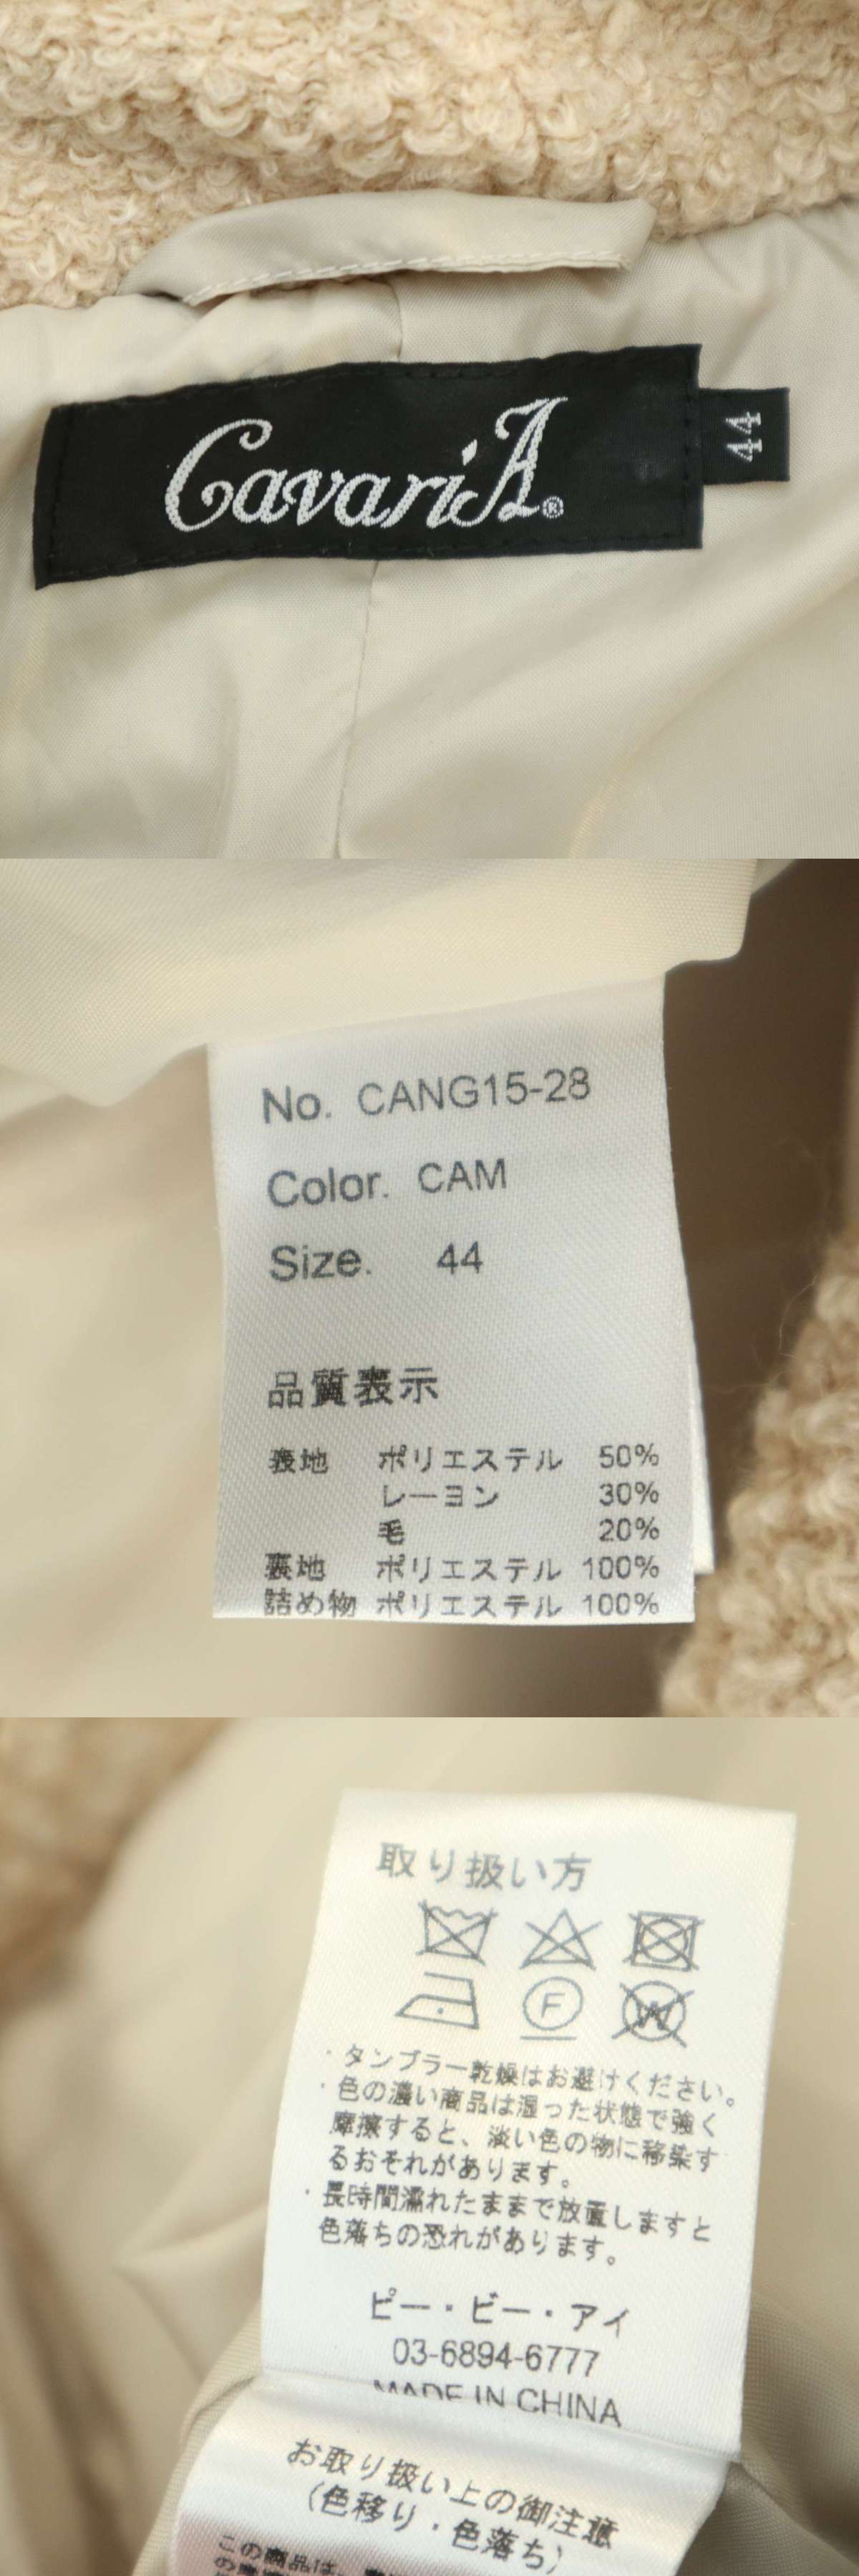 CavariA®
44
No. CANG15-28
Color. CAM
Size. 44
品質表示
表地 ポリエステル 50%
レーヨン 30%
毛 20%
裏地 ポリエステル 100%
詰め物 ポリエステル 100%
取り扱い方
F W
・タンブラー乾燥はお避けください。
・色の濃い商品は湿った状態で強く
摩擦すると、淡い色の物に移染す
るおそれがあります。
・長時間濡れたままで放置しますと
色落ちの恐れがあります。
ピー・ビー・アイ
03-6894-6777
MADE IN CHINA
お取り扱い上の御注意
(色移り・色落ち)
この商品は、